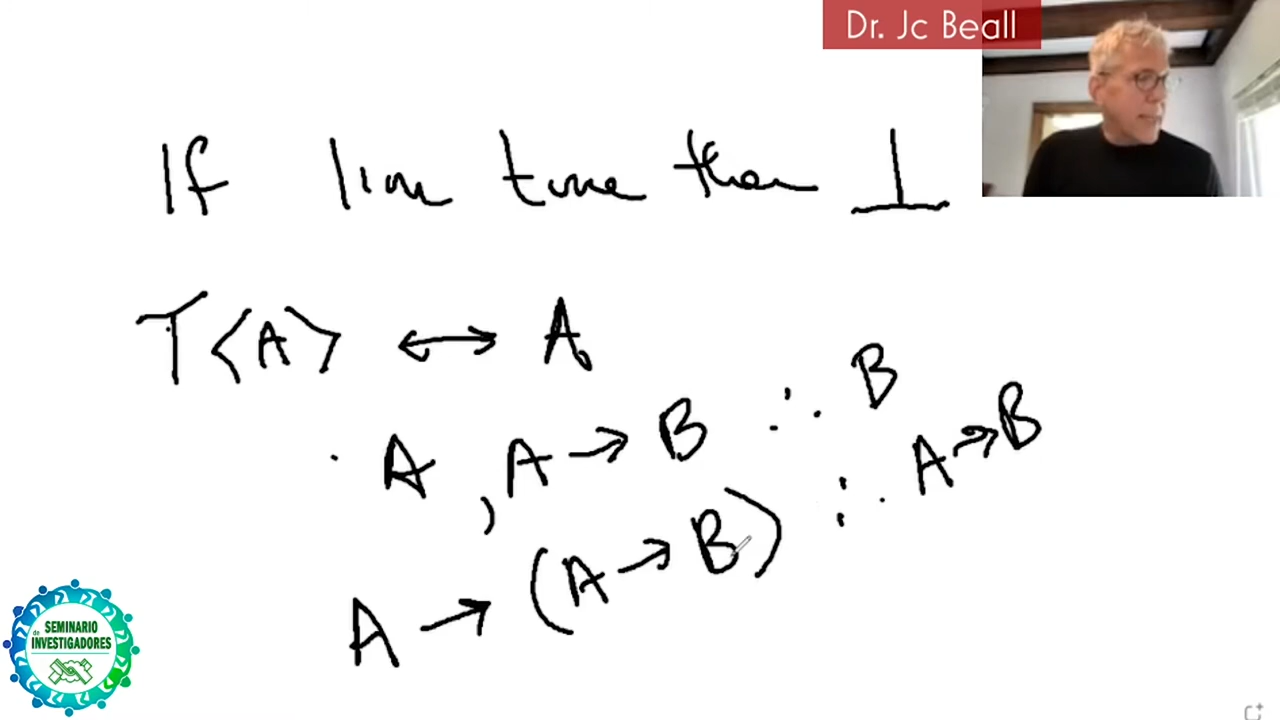 Dr. Jc Beall
If I'm true then ⊥
T⟨A⟩ ↔ A
· A, A → B ∴ B
A → (A → B) ∴ A → B
SEMINARIO
de INVESTIGADORES